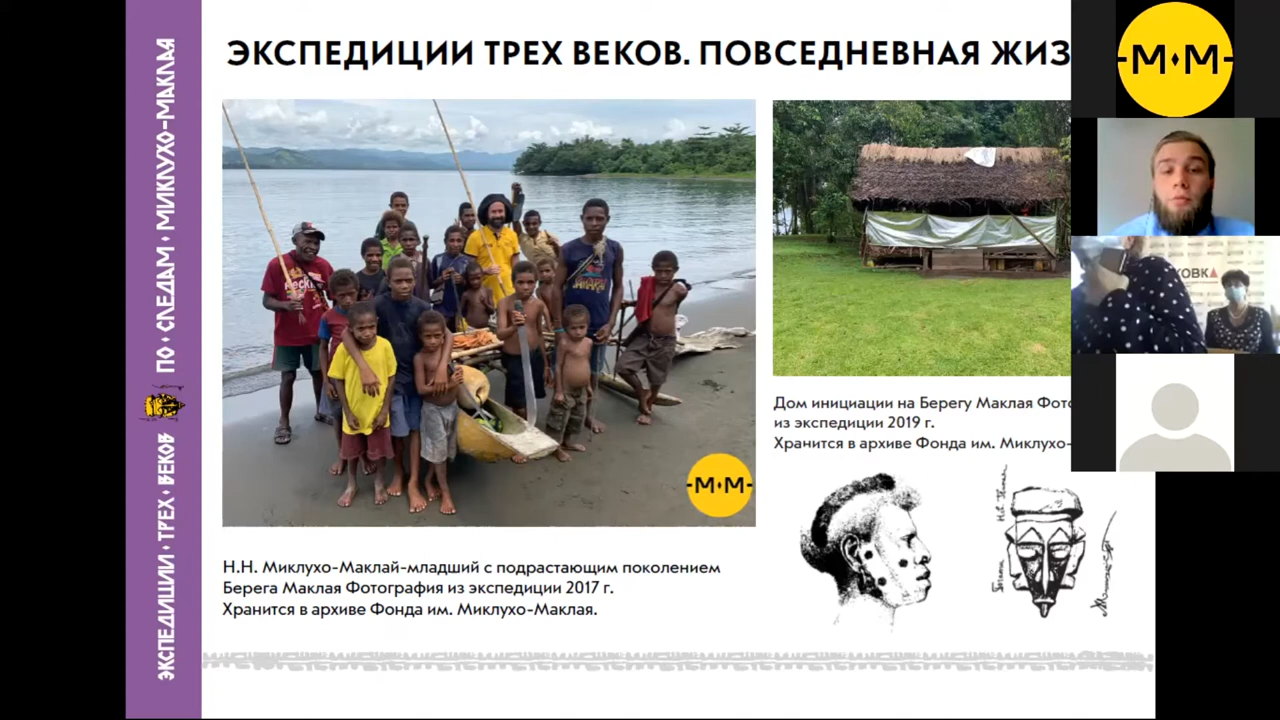 ЭКСПЕДИЦИИ ТРЕХ ВЕКОВ. ПОВСЕДНЕВНАЯ ЖИЗ
ЭКСПЕДИЦИИ ТРЕХ ВЕКОВ ПО СЛЕДАМ МИКЛУХО-МАКЛАЯ
-М·М-
Н.Н. Миклухо-Маклай-младший с подрастающим поколением
Берега Маклая Фотография из экспедиции 2017 г.
Хранится в архиве Фонда им. Миклухо-Маклая.
Дом инициации на Берегу Маклая Фото
из экспедиции 2019 г.
Хранится в архиве Фонда им. Миклухо-
-М·М-
ХОВКА